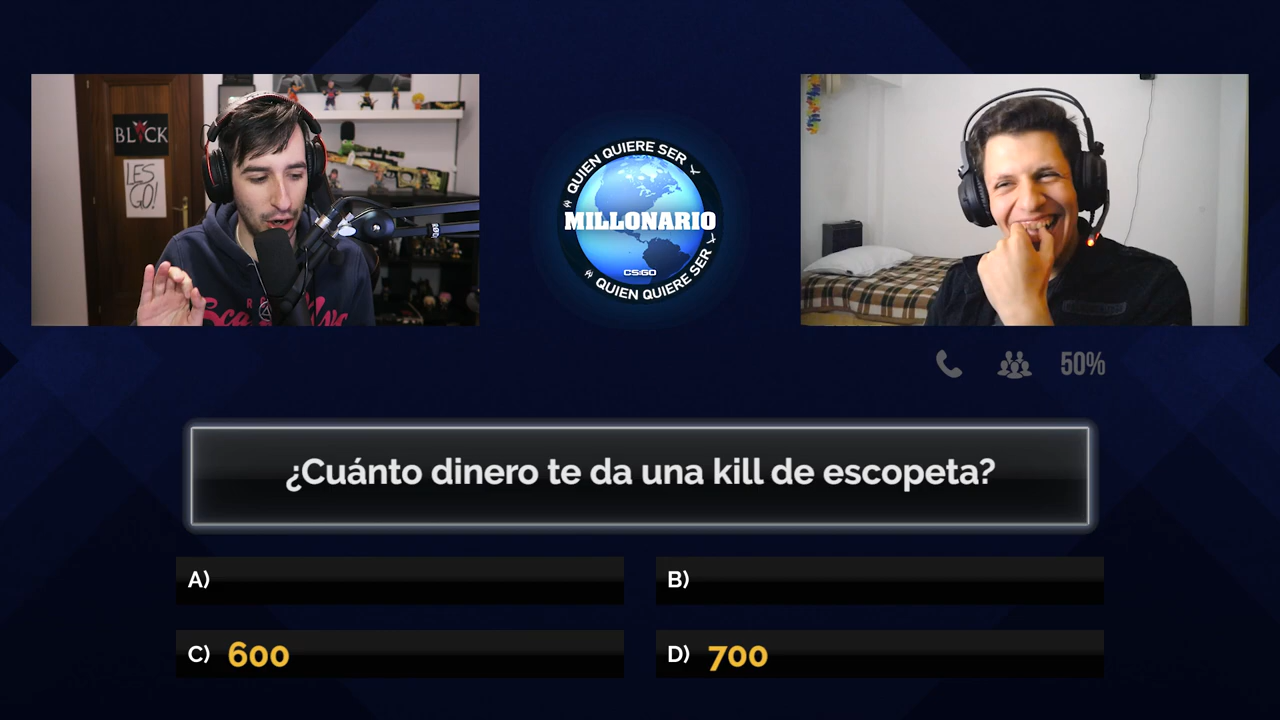 BLACK
LES
GO!
QUIEN QUIERE SER
MILLONARIO
CS:GO
QUIEN QUIERE SER
50%
¿Cuánto dinero te da una kill de escopeta?
A)
B)
C) 600
D) 700